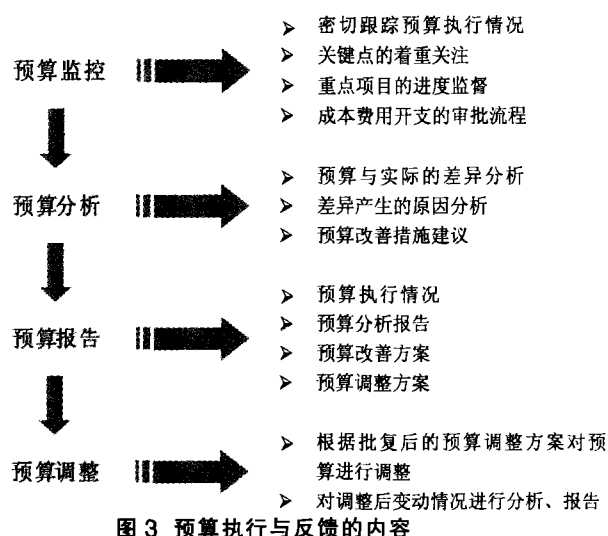 预算监控
➢ 密切跟踪预算执行情况
➢ 关键点的着重关注
➢ 重点项目的进度监督
➢ 成本费用开支的审批流程
预算分析
➢ 预算与实际的差异分析
➢ 差异产生的原因分析
➢ 预算改善措施建议
预算报告
➢ 预算执行情况
➢ 预算分析报告
➢ 预算改善方案
➢ 预算调整方案
预算调整
➢ 根据批复后的预算调整方案对预
算进行调整
➢ 对调整后变动情况进行分析、报告
图 3 预算执行与反馈的内容